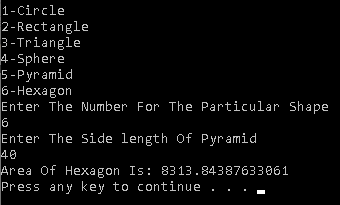 1-Circle
2-Rectangle
3-Triangle
4-Sphere
5-Pyramid
6-Hexagon
Enter The Number For The Particular Shape
6
Enter The Side length Of Pyramid
40
Area Of Hexagon Is: 8313.84387633061
Press any key to continue . . .